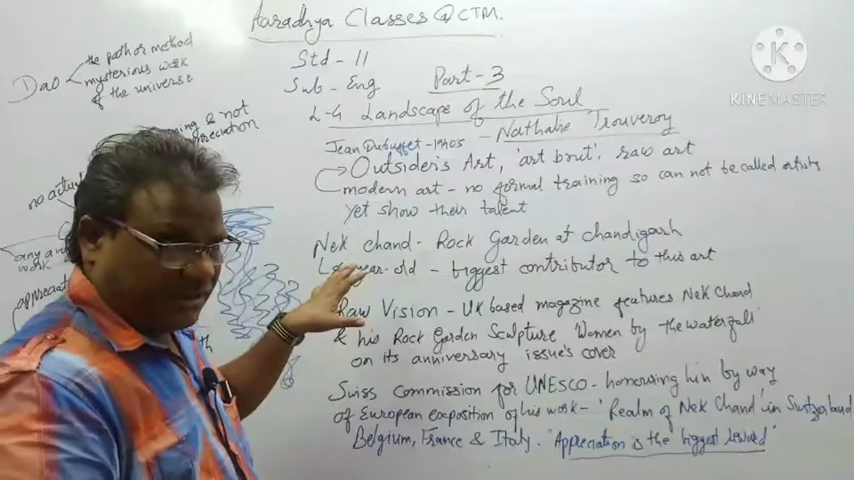 Aaradhya Classes @ CTM.
Std - 11
Sub - Eng Part - 3
L-4 Landscape of the Soul
- Nathalie Trouveroy
Jean Dubuffet - 1940s
Outsider's Art, 'art brut', raw art
modern art - no formal training so can not be called artists
yet show their talent
Nek chand - Rock Garden at chandigarh
year old - biggest contributor to this art
Raw Vision - UK based magazine features Nek Chand
& his Rock Garden Sculpture 'Women by the waterfall'
on its anniversary issue's cover
Swiss Commission for UNESCO - honouring him by way
of European exposition of his work - 'Realm of Nek Chand' in Switzerland
Belgium, France & Italy. "Appreciation is the biggest reward"
Dao
the path or method
mysterious work
of the universe
& not
no actual
any
work
KINEMASTER